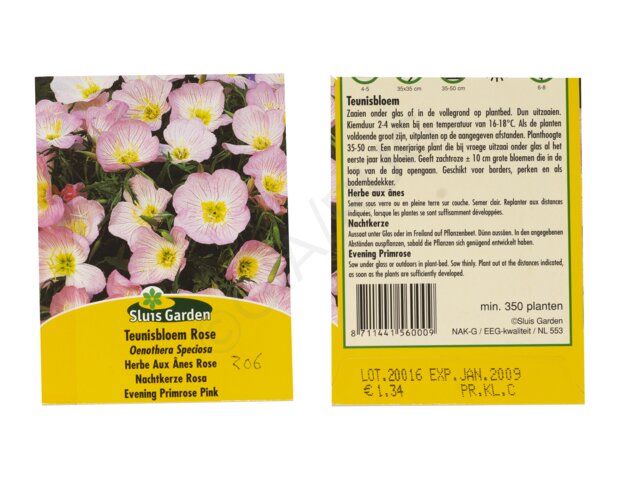 Sluis Garden
Teunisbloem Rose
Oenothera Speciosa
Herbe Aux Ânes Rose
Nachtkerze Rosa
Evening Primrose Pink
206
4-5
35x35 cm
35-50 cm
6-8
Teunisbloem
Zaaien onder glas of in de vollegrond op plantbed. Dun uitzaaien.
Kiemduur 2-4 weken bij een temperatuur van 16-18°C. Als de planten
voldoende groot zijn, uitplanten op de aangegeven afstanden. Planthoogte
35-50 cm. Een meerjarige plant die bij vroege uitzaai onder glas al het
eerste jaar kan bloeien. Geeft zachtroze ± 10 cm grote bloemen die in de
loop van de dag opengaan. Geschikt voor borders, perken en als
bodembedekker.
Herbe aux ânes
Semer sous verre ou en pleine terre sur couche. Semer clair. Replanter aux distances
indiquées, lorsque les plantes se sont suffisemment développées.
Nachtkerze
Aussaat unter Glas oder im Freiland auf Pflanzenbeet. Dünn aussäen. In den angegebenen
Abständen auspflanzen, sobald die Pflanzen sich genügend entwickelt haben.
Evening Primrose
Sow under glass or outdoors in plant-bed. Sow thinly. Plant out at the distances indicated,
as soon as the plants are sufficiently developed.
8 711441 560009
min. 350 planten
©Sluis Garden
NAK-G / EEG-kwaliteit / NL 553
LOT.20016 EXP.JAN.2009
€ 1.34 PR.KL.C